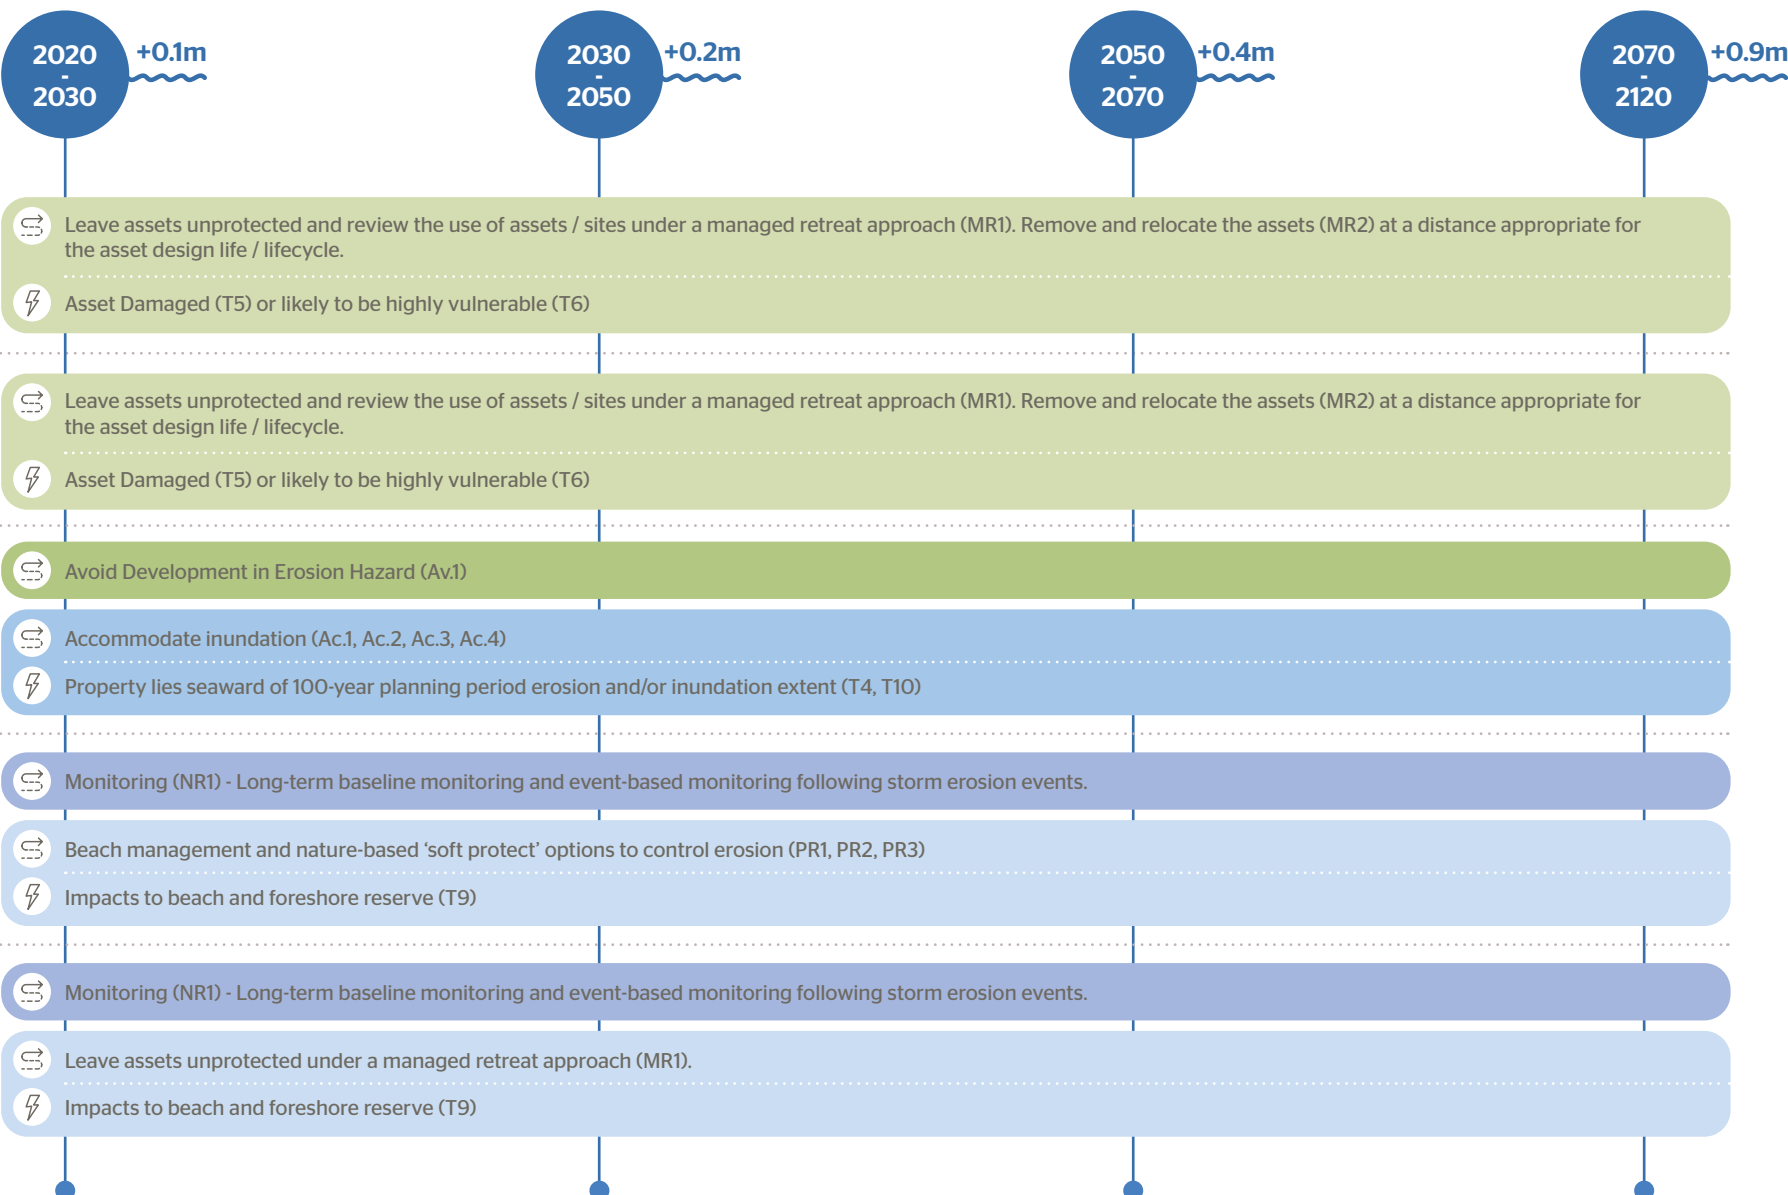 2020
-
2030
+0.1m
2030
-
2050
+0.2m
2050
-
2070
+0.4m
2070
-
2120
+0.9m
Leave assets unprotected and review the use of assets / sites under a managed retreat approach (MR1). Remove and relocate the assets (MR2) at a distance appropriate for
the asset design life / lifecycle.
Asset Damaged (T5) or likely to be highly vulnerable (T6)
Leave assets unprotected and review the use of assets / sites under a managed retreat approach (MR1). Remove and relocate the assets (MR2) at a distance appropriate for
the asset design life / lifecycle.
Asset Damaged (T5) or likely to be highly vulnerable (T6)
Avoid Development in Erosion Hazard (Av.1)
Accommodate inundation (Ac.1, Ac.2, Ac.3, Ac.4)
Property lies seaward of 100-year planning period erosion and/or inundation extent (T4, T10)
Monitoring (NR1) - Long-term baseline monitoring and event-based monitoring following storm erosion events.
Beach management and nature-based ‘soft protect’ options to control erosion (PR1, PR2, PR3)
Impacts to beach and foreshore reserve (T9)
Monitoring (NR1) - Long-term baseline monitoring and event-based monitoring following storm erosion events.
Leave assets unprotected under a managed retreat approach (MR1).
Impacts to beach and foreshore reserve (T9)